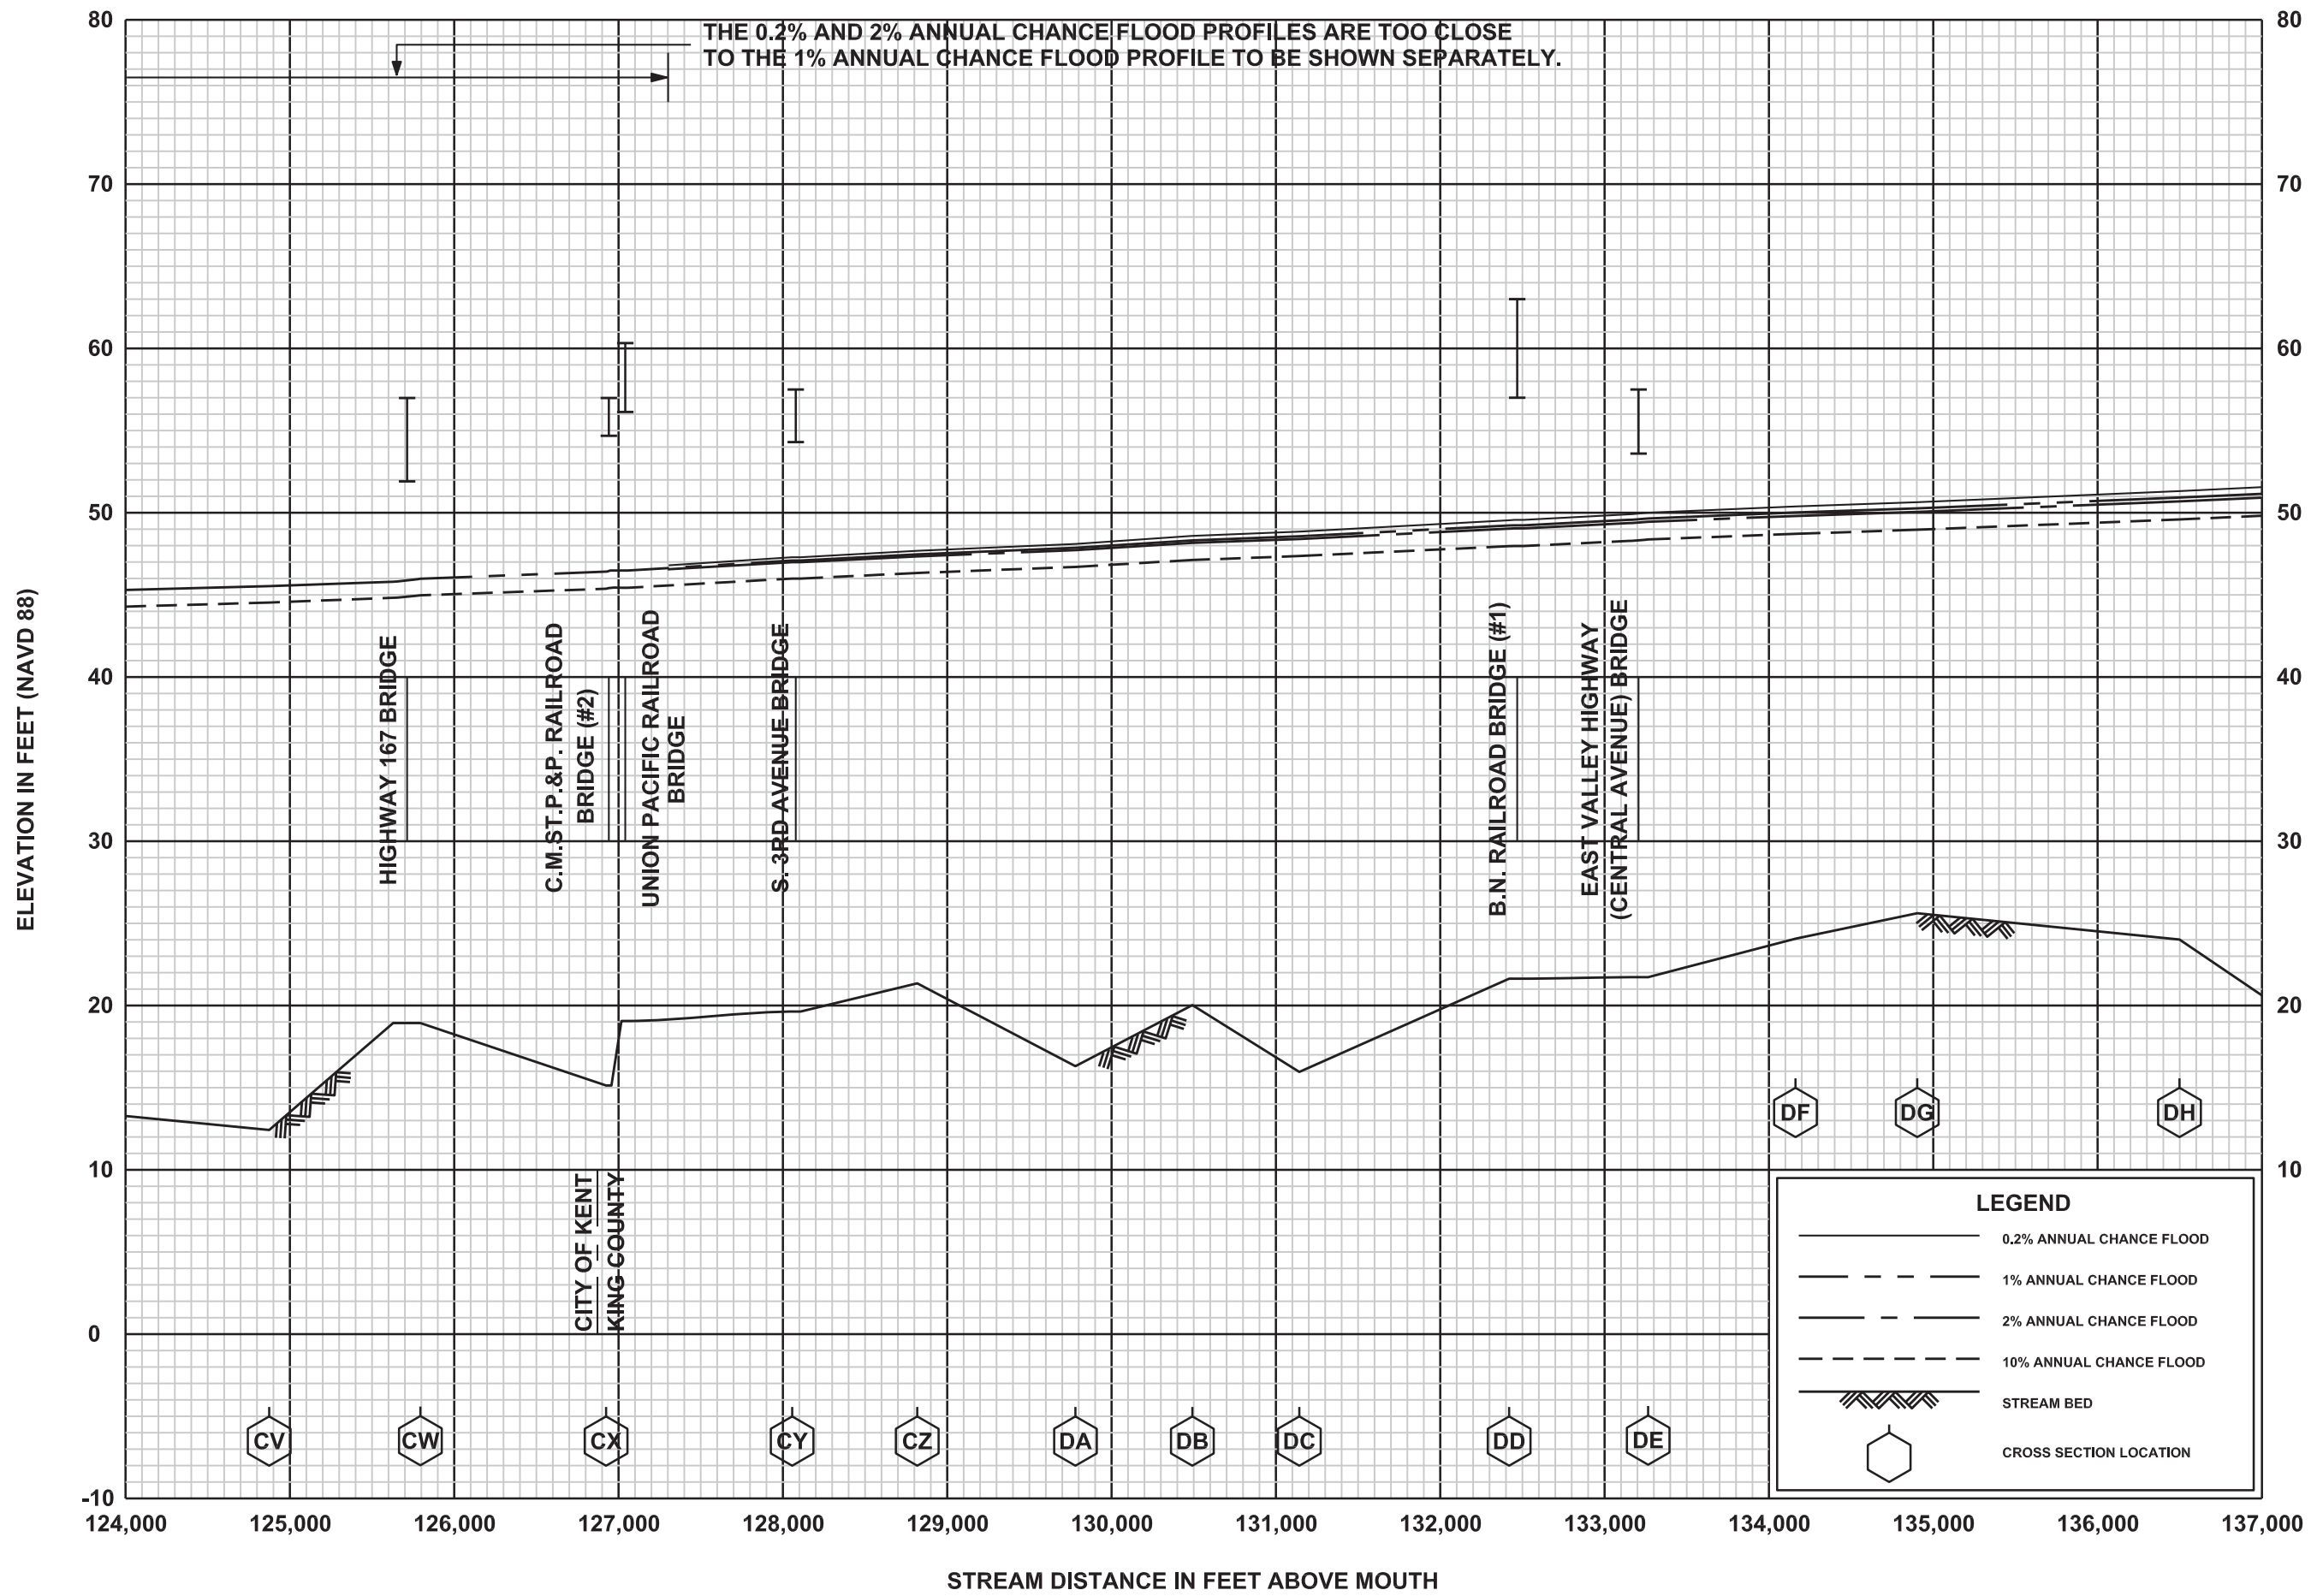 THE 0.2% AND 2% ANNUAL CHANCE FLOOD PROFILES ARE TOO CLOSE
TO THE 1% ANNUAL CHANCE FLOOD PROFILE TO BE SHOWN SEPARATELY.
80
70
60
50
40
30
20
10
0
-10
80
70
60
50
40
30
20
10
ELEVATION IN FEET (NAVD 88)
HIGHWAY 167 BRIDGE
C.M.ST.P.&P. RAILROAD
BRIDGE (#2)
UNION PACIFIC RAILROAD
BRIDGE
S. 3RD AVENUE BRIDGE
B.N. RAILROAD BRIDGE (#1)
EAST VALLEY HIGHWAY
(CENTRAL AVENUE) BRIDGE
CITY OF KENT
KING COUNTY
DF
DG
DH
CV
CW
CX
CY
CZ
DA
DB
DC
DD
DE
LEGEND
0.2% ANNUAL CHANCE FLOOD
1% ANNUAL CHANCE FLOOD
2% ANNUAL CHANCE FLOOD
10% ANNUAL CHANCE FLOOD
STREAM BED
CROSS SECTION LOCATION
124,000
125,000
126,000
127,000
128,000
129,000
130,000
131,000
132,000
133,000
134,000
135,000
136,000
137,000
STREAM DISTANCE IN FEET ABOVE MOUTH